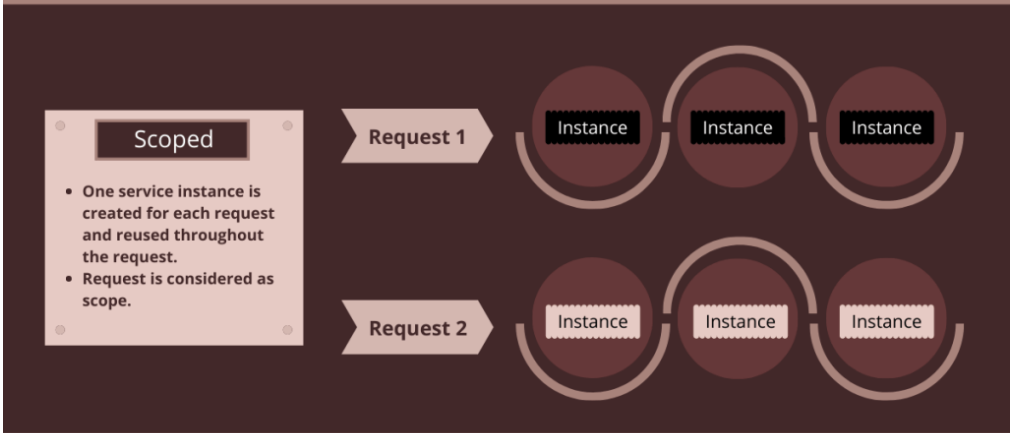 Scoped
• One service instance is
created for each request
and reused throughout
the request.
• Request is considered as
scope.
Request 1
Instance
Instance
Instance
Request 2
Instance
Instance
Instance